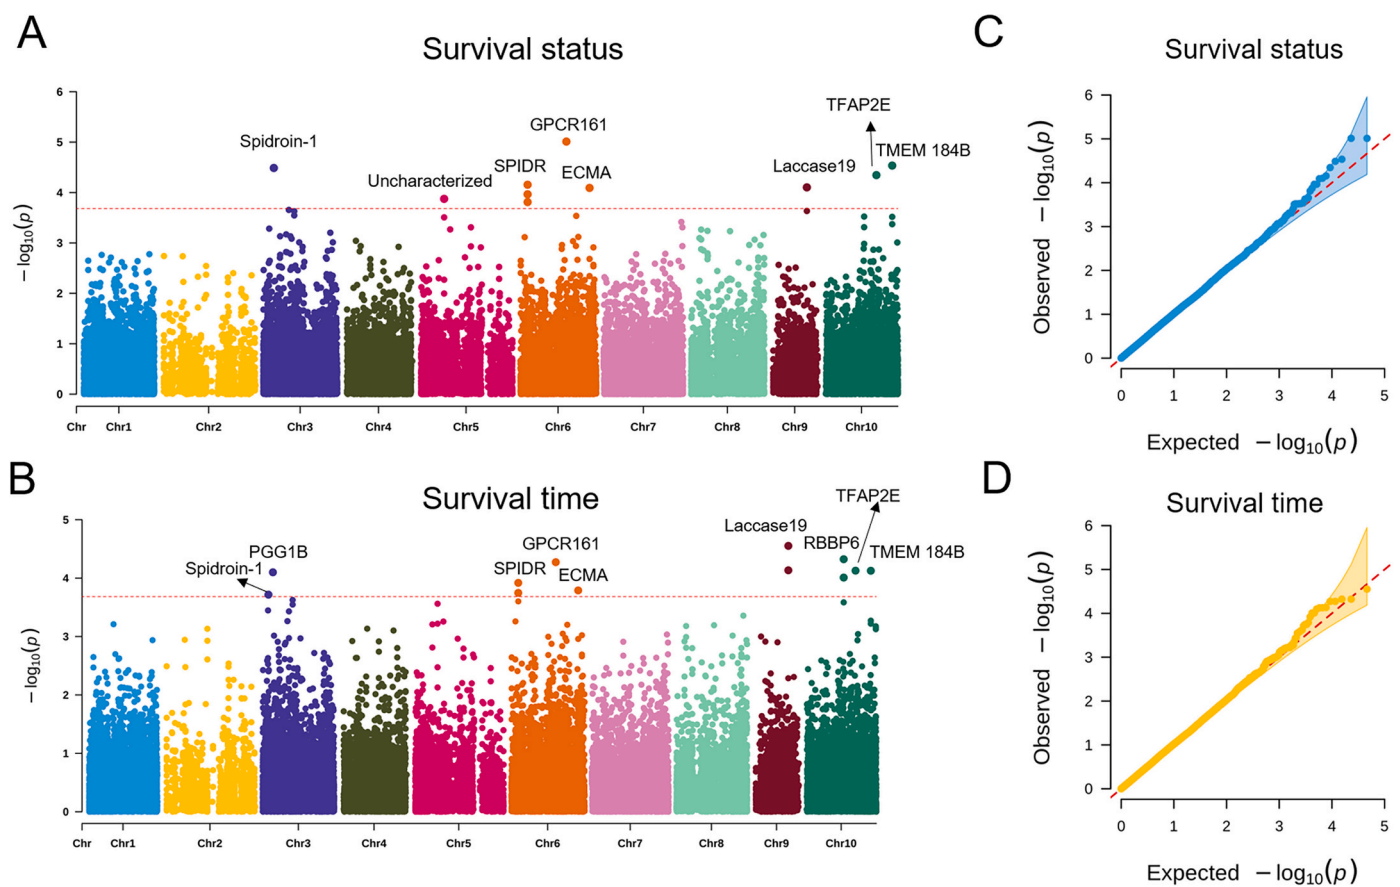 A
Survival status
− log10(p)
6
5
4
3
2
1
0
Spidroin-1
Uncharacterized
SPIDR
GPCR161
ECMA
Laccase19
TFAP2E
TMEM 184B
Chr Chr1 Chr2 Chr3 Chr4 Chr5 Chr6 Chr7 Chr8 Chr9 Chr10
B
Survival time
− log10(p)
5
4
3
2
1
0
Spidroin-1
PGG1B
SPIDR
GPCR161
ECMA
Laccase19
RBBP6
TFAP2E
TMEM 184B
Chr Chr1 Chr2 Chr3 Chr4 Chr5 Chr6 Chr7 Chr8 Chr9 Chr10
C
Survival status
Observed − log10(p)
6
5
4
3
2
1
0
0 1 2 3 4 5
Expected − log10(p)
D
Survival time
Observed − log10(p)
6
5
4
3
2
1
0
0 1 2 3 4 5
Expected − log10(p)